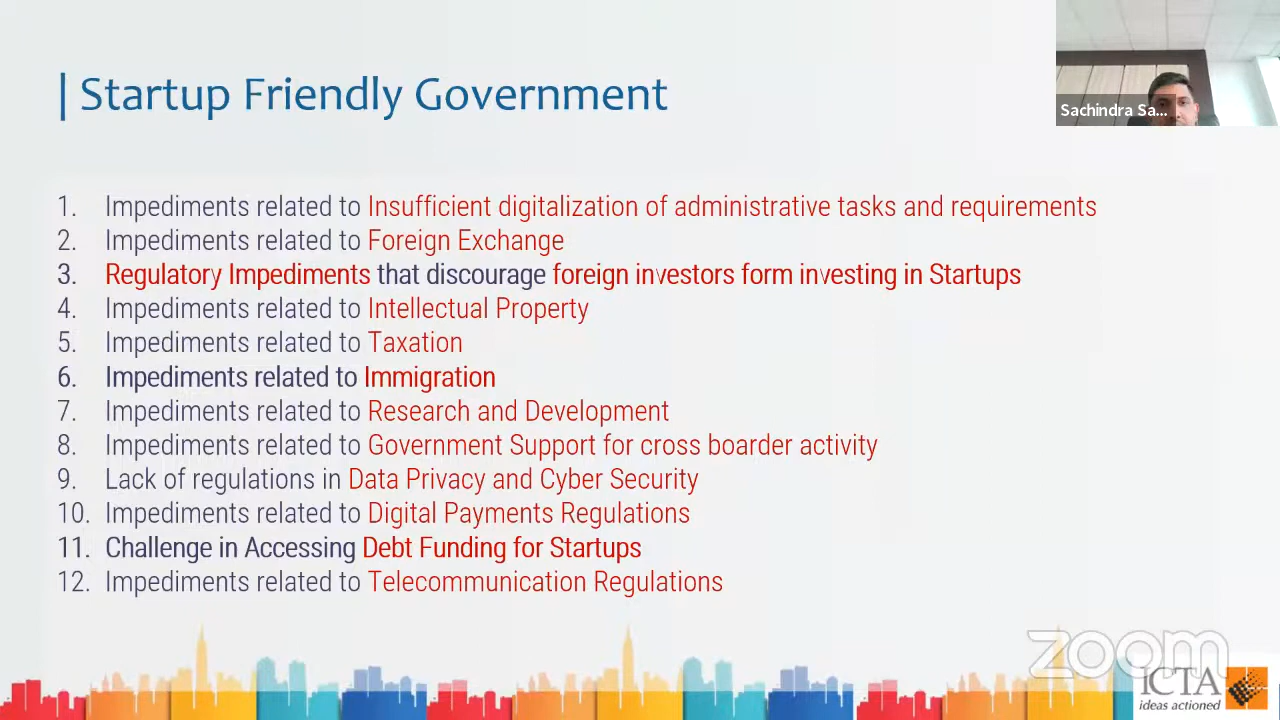 | Startup Friendly Government
Sachindra Sa...
1. Impediments related to Insufficient digitalization of administrative tasks and requirements
2. Impediments related to Foreign Exchange
3. Regulatory Impediments that discourage foreign investors form investing in Startups
4. Impediments related to Intellectual Property
5. Impediments related to Taxation
6. Impediments related to Immigration
7. Impediments related to Research and Development
8. Impediments related to Government Support for cross boarder activity
9. Lack of regulations in Data Privacy and Cyber Security
10. Impediments related to Digital Payments Regulations
11. Challenge in Accessing Debt Funding for Startups
12. Impediments related to Telecommunication Regulations
zoom
ICTA
ideas actioned